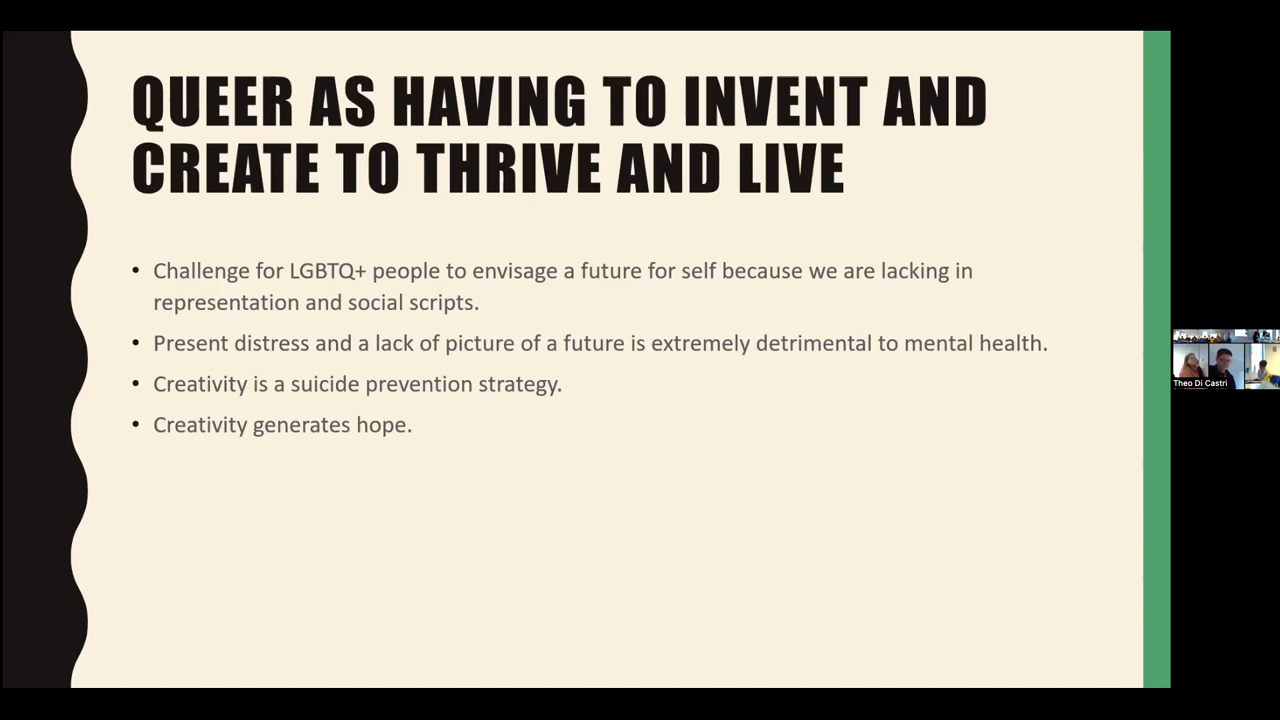 QUEER AS HAVING TO INVENT AND
CREATE TO THRIVE AND LIVE
• Challenge for LGBTQ+ people to envisage a future for self because we are lacking in
representation and social scripts.
• Present distress and a lack of picture of a future is extremely detrimental to mental health.
• Creativity is a suicide prevention strategy.
• Creativity generates hope.
Theo Di Castri